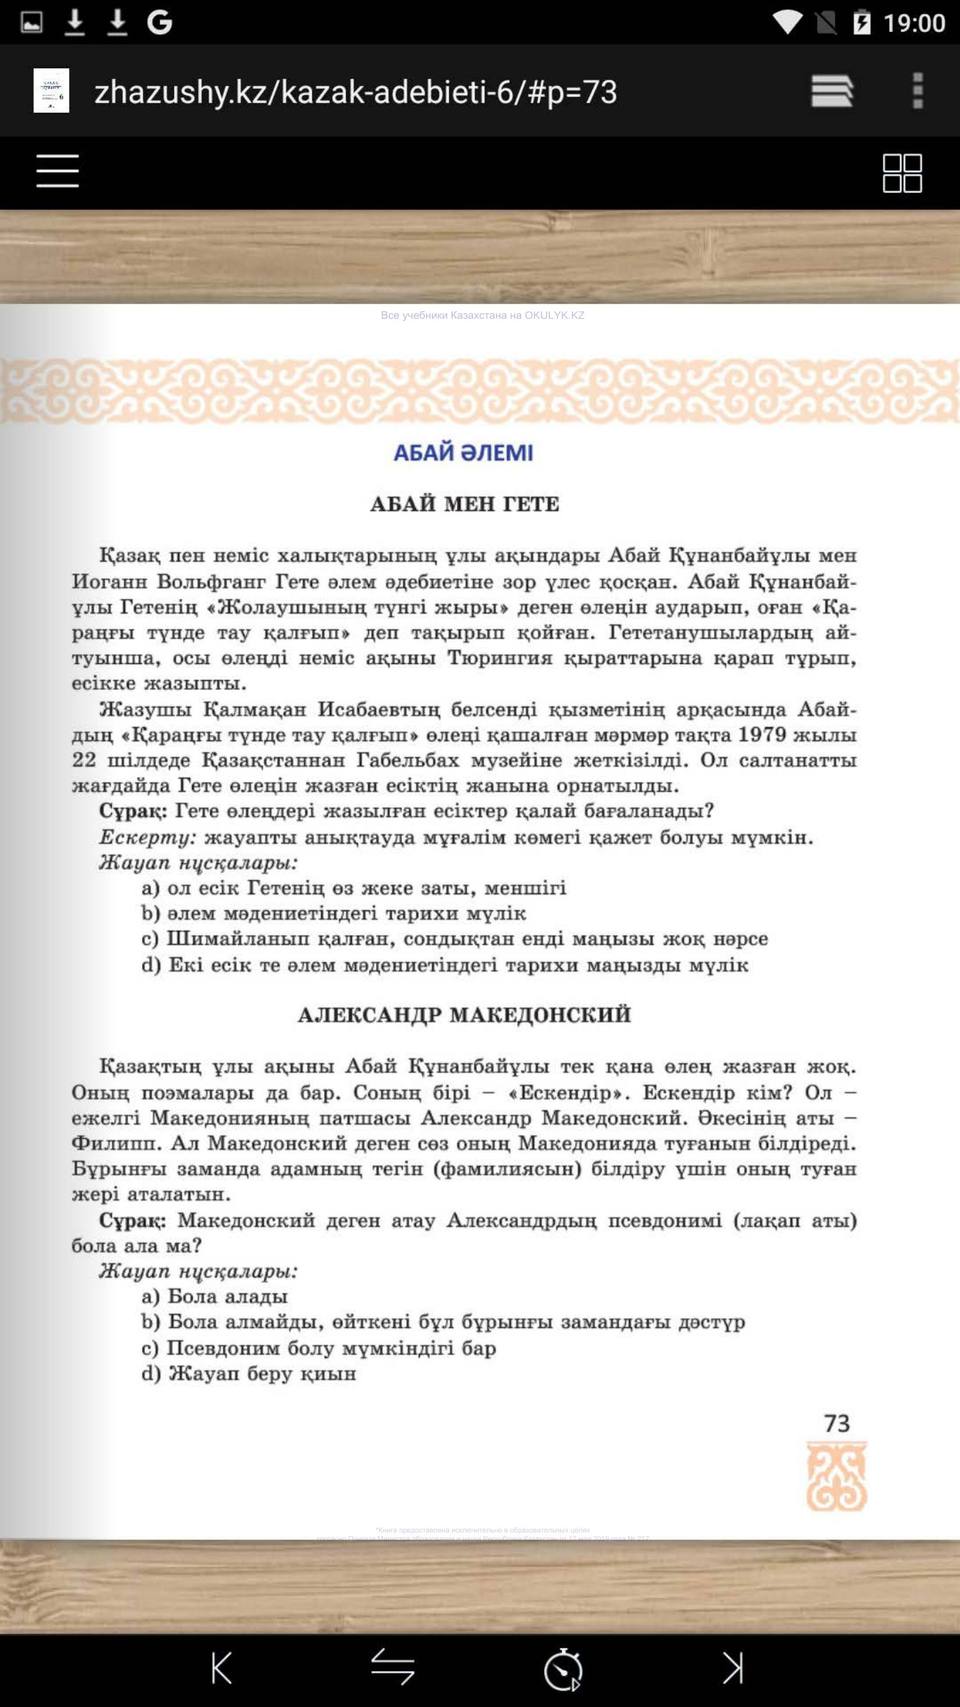 19:00
zhazushy.kz/kazak-adebieti-6/#p=73
Все учебники Казахстана на OKULYK.KZ
АБАЙ ӘЛЕМІ
АБАЙ МЕН ГЕТЕ
Қазақ пен неміс халықтарының ұлы ақындары Абай Құнанбайұлы мен
Иоганн Вольфганг Гете әлем әдебиетіне зор үлес қосқан. Абай Құнанбай-
ұлы Гетенің «Жолаушының түнгі жыры» деген өлеңін аударып, оған «Қа-
раңғы түнде тау қалғып» деп тақырып қойған. Гететанушылардың ай-
туынша, осы өлеңді неміс ақыны Тюрингия қыраттарына қарап тұрып,
есікке жазыпты.
Жазушы Қалмақан Исабаевтың белсенді қызметінің арқасында Абай-
дың «Қараңғы түнде тау қалғып» өлеңі қашалған мәрмәр тақта 1979 жылы
22 шілдеде Қазақстаннан Габельбах музейіне жеткізілді. Ол салтанатты
жағдайда Гете өлеңін жазған есіктің жанына орнатылды.
Сұрақ: Гете өлеңдері жазылған есіктер қалай бағаланады?
Ескерту: жауапты анықтауда мұғалім көмегі қажет болуы мүмкін.
Жауап нұсқалары:
a) ол есік Гетенің өз жеке заты, меншігі
b) әлем мәдениетіндегі тарихи мүлік
c) Шимайланып қалған, сондықтан енді маңызы жоқ нәрсе
d) Екі есік те әлем мәдениетіндегі тарихи маңызды мүлік
АЛЕКСАНДР МАКЕДОНСКИЙ
Қазақтың ұлы ақыны Абай Құнанбайұлы тек қана өлең жазған жоқ.
Оның поэмалары да бар. Соның бірі – «Ескендір». Ескендір кім? Ол –
ежелгі Македонияның патшасы Александр Македонский. Әкесінің аты –
Филипп. Ал Македонский деген сөз оның Македонияда туғанын білдіреді.
Бұрынғы заманда адамның тегін (фамилиясын) білдіру үшін оның туған
жері аталатын.
Сұрақ: Македонский деген атау Александрдың псевдонимі (лақап аты)
бола ала ма?
Жауап нұсқалары:
a) Бола алады
b) Бола алмайды, өйткені бұл бұрынғы замандағы дәстүр
c) Псевдоним болу мүмкіндігі бар
d) Жауап беру қиын
73
*Книга предоставлена исключительно в образовательных целях